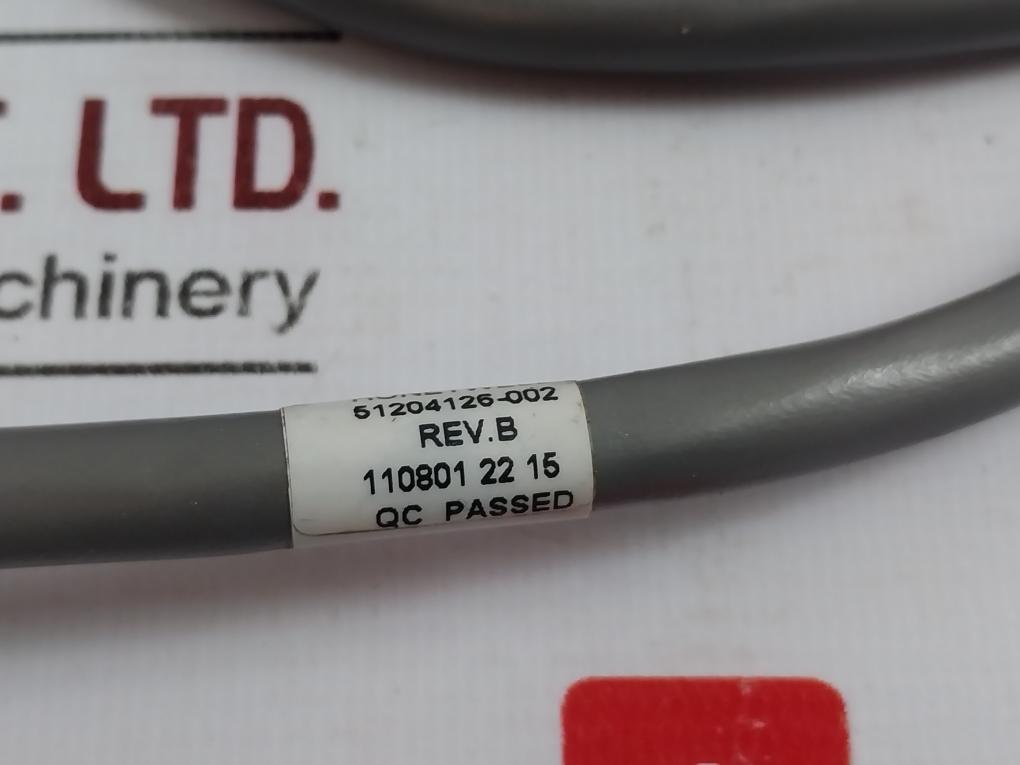 . LTD.
chinery
51204126-002
REV.B
110801 22 15
QC PASSED